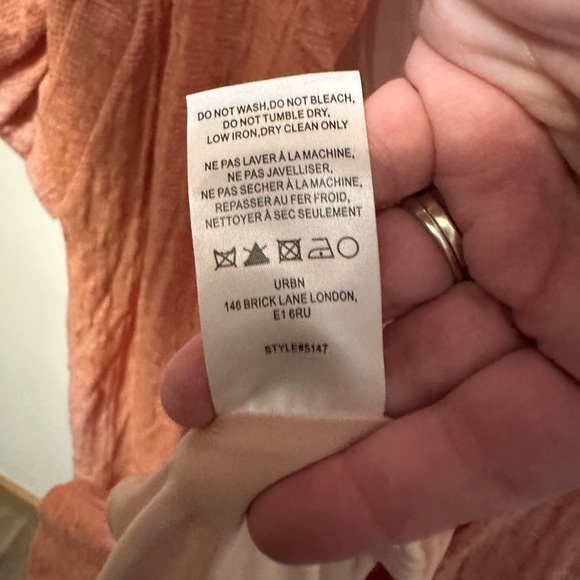 DO NOT WASH,DO NOT BLEACH,
DO NOT TUMBLE DRY,
LOW IRON,DRY CLEAN ONLY
NE PAS LAVER À LA MACHINE,
NE PAS JAVELLISER,
NE PAS SECHER À LA MACHINE,
REPASSER AU FER FROID,
NETTOYER À SEC SEULEMENT
URBN
146 BRICK LANE LONDON,
E1 6RU
STYLE#5147